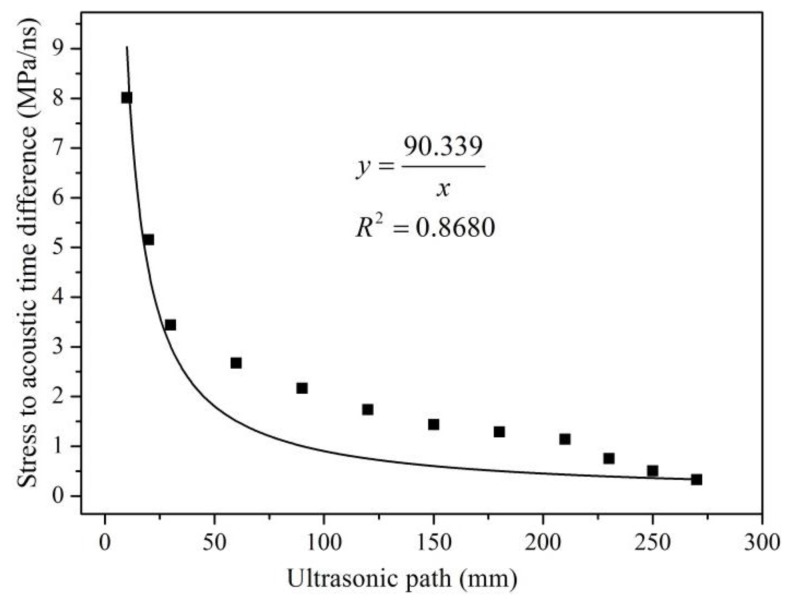 Stress to acoustic time difference (MPa/ns)
9
8
7
6
5
4
3
2
1
0
y = 90.339 / x
R² = 0.8680
0 50 100 150 200 250 300
Ultrasonic path (mm)